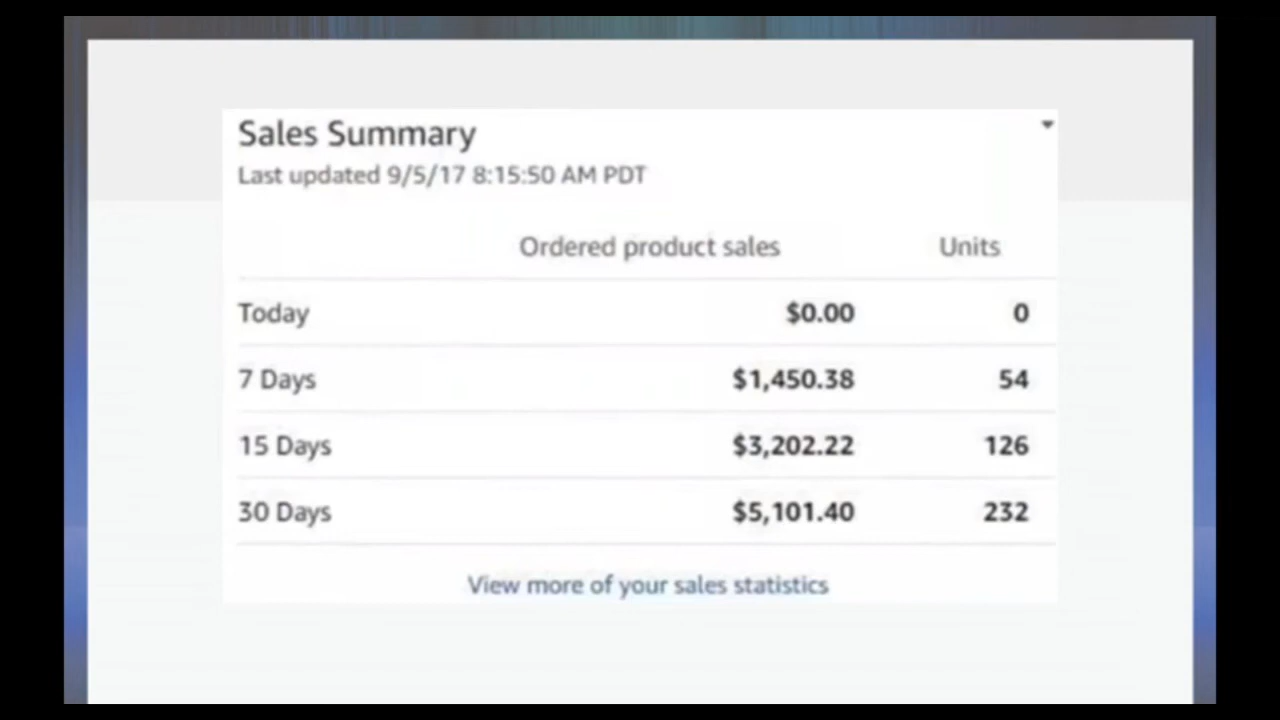 Sales Summary
Last updated 9/5/17 8:15:50 AM PDT
Ordered product sales Units
Today $0.00 0
7 Days $1,450.38 54
15 Days $3,202.22 126
30 Days $5,101.40 232
View more of your sales statistics